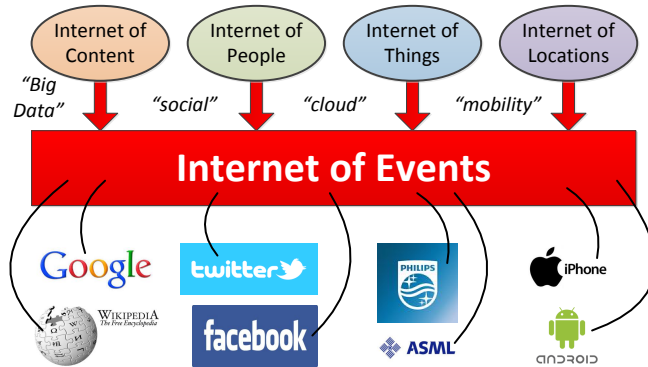 Internet of
Content
Internet of
People
Internet of
Things
Internet of
Locations
“Big
Data”
“social”
“cloud”
“mobility”
Internet of Events
Google
twitter
PHILIPS
iPhone
WIKIPEDIA
The Free Encyclopedia
facebook
ASML
ANDROID